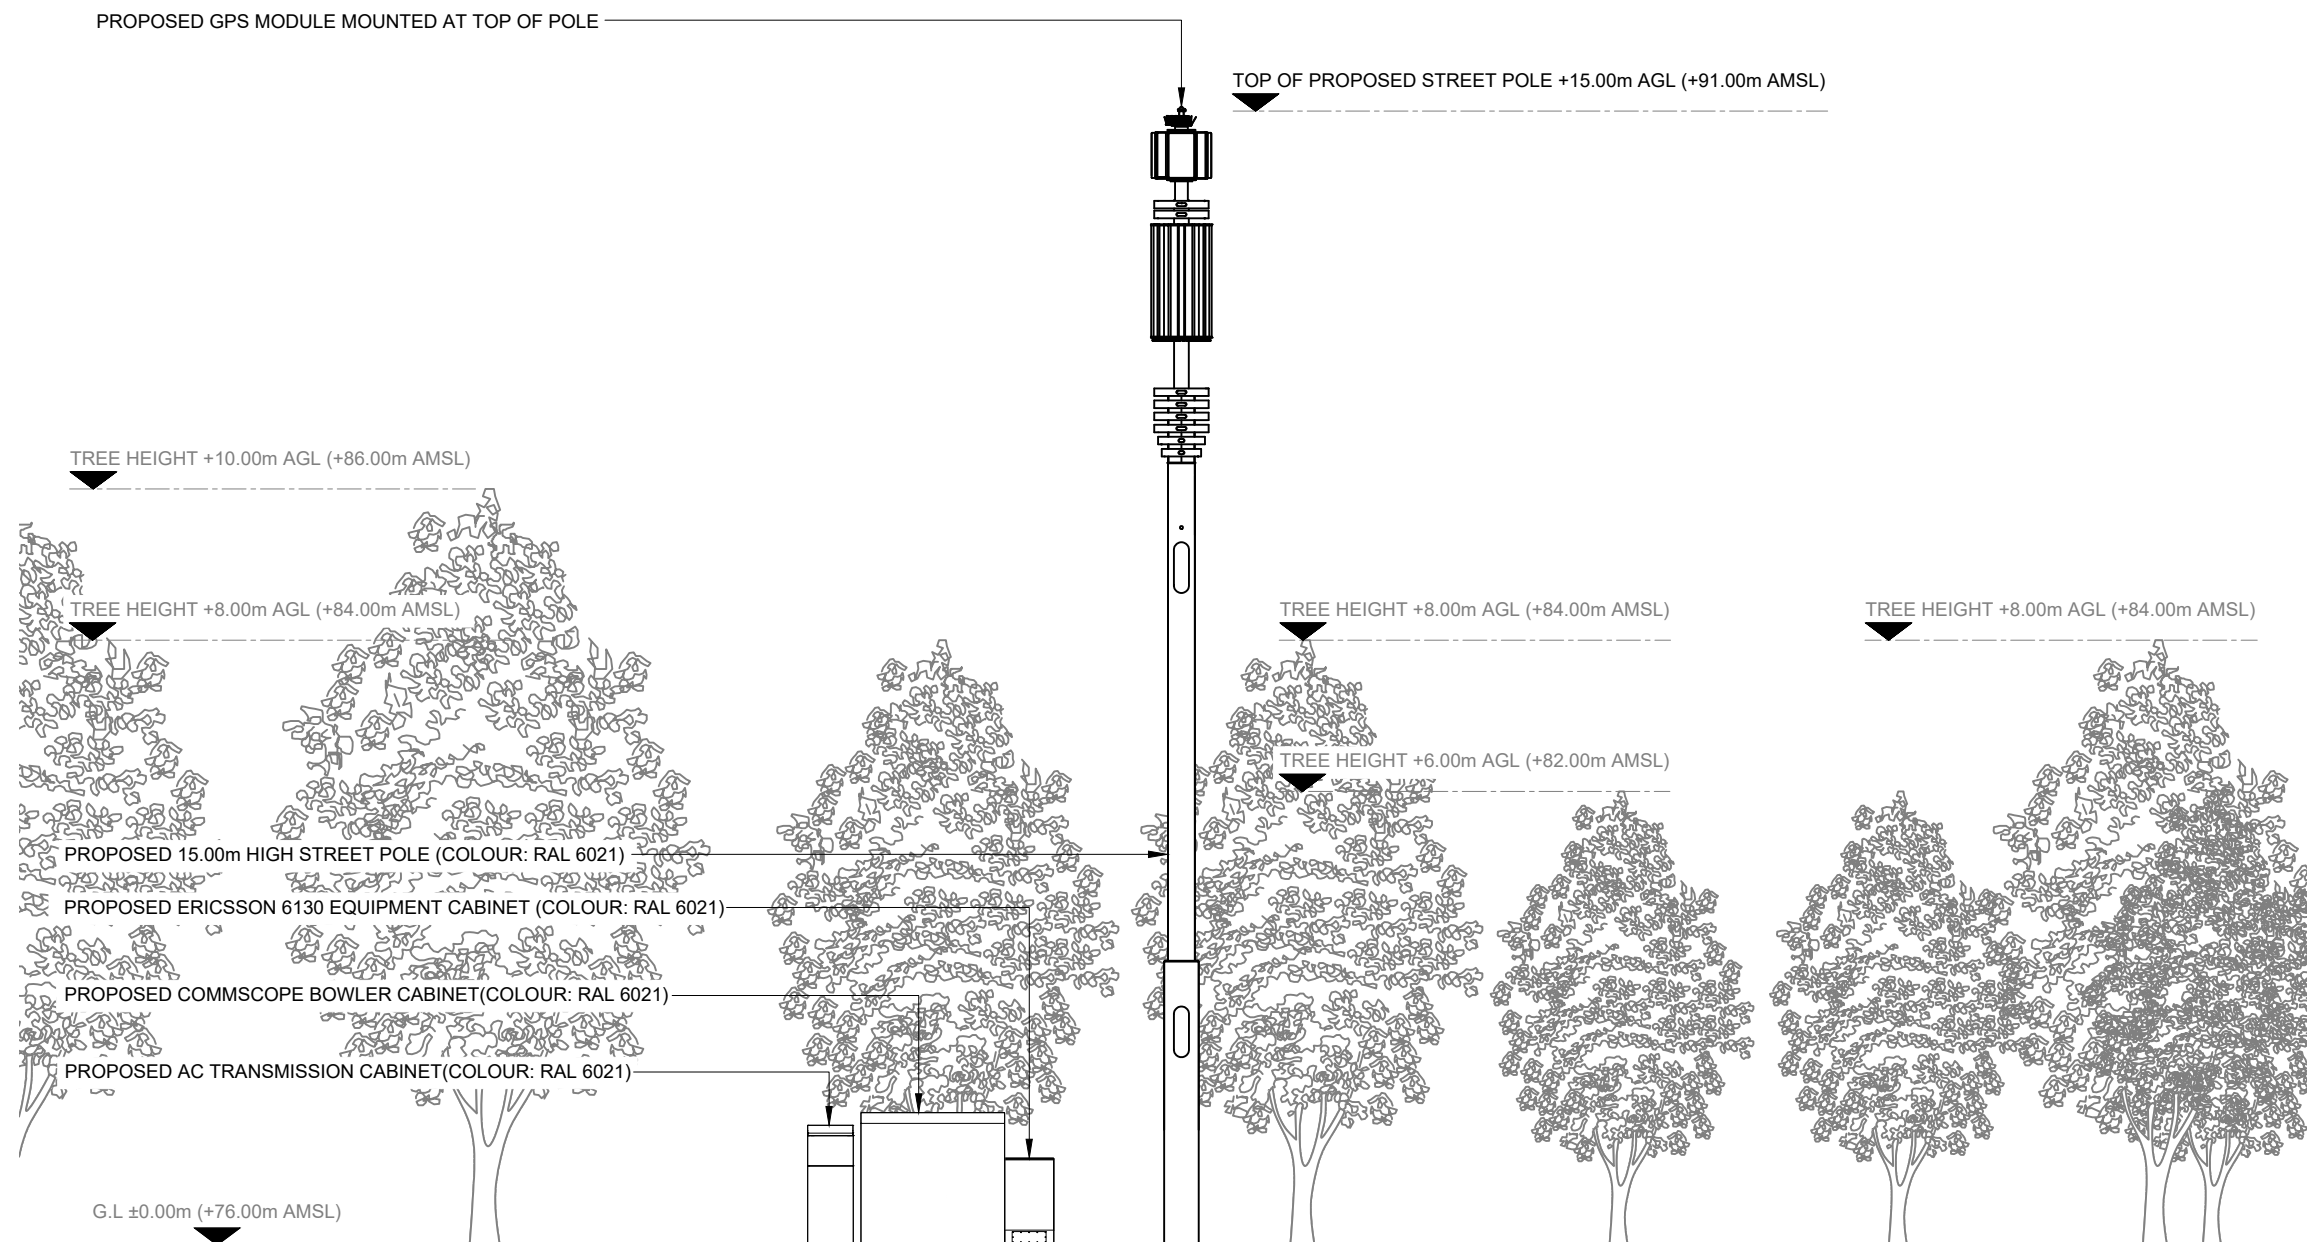 PROPOSED GPS MODULE MOUNTED AT TOP OF POLE
TOP OF PROPOSED STREET POLE +15.00m AGL (+91.00m AMSL)
TREE HEIGHT +10.00m AGL (+86.00m AMSL)
TREE HEIGHT +8.00m AGL (+84.00m AMSL)
TREE HEIGHT +8.00m AGL (+84.00m AMSL)
TREE HEIGHT +8.00m AGL (+84.00m AMSL)
TREE HEIGHT +6.00m AGL (+82.00m AMSL)
PROPOSED 15.00m HIGH STREET POLE (COLOUR: RAL 6021)
PROPOSED ERICSSON 6130 EQUIPMENT CABINET (COLOUR: RAL 6021)
PROPOSED COMMSCOPE BOWLER CABINET(COLOUR: RAL 6021)
PROPOSED AC TRANSMISSION CABINET(COLOUR: RAL 6021)
G.L ±0.00m (+76.00m AMSL)